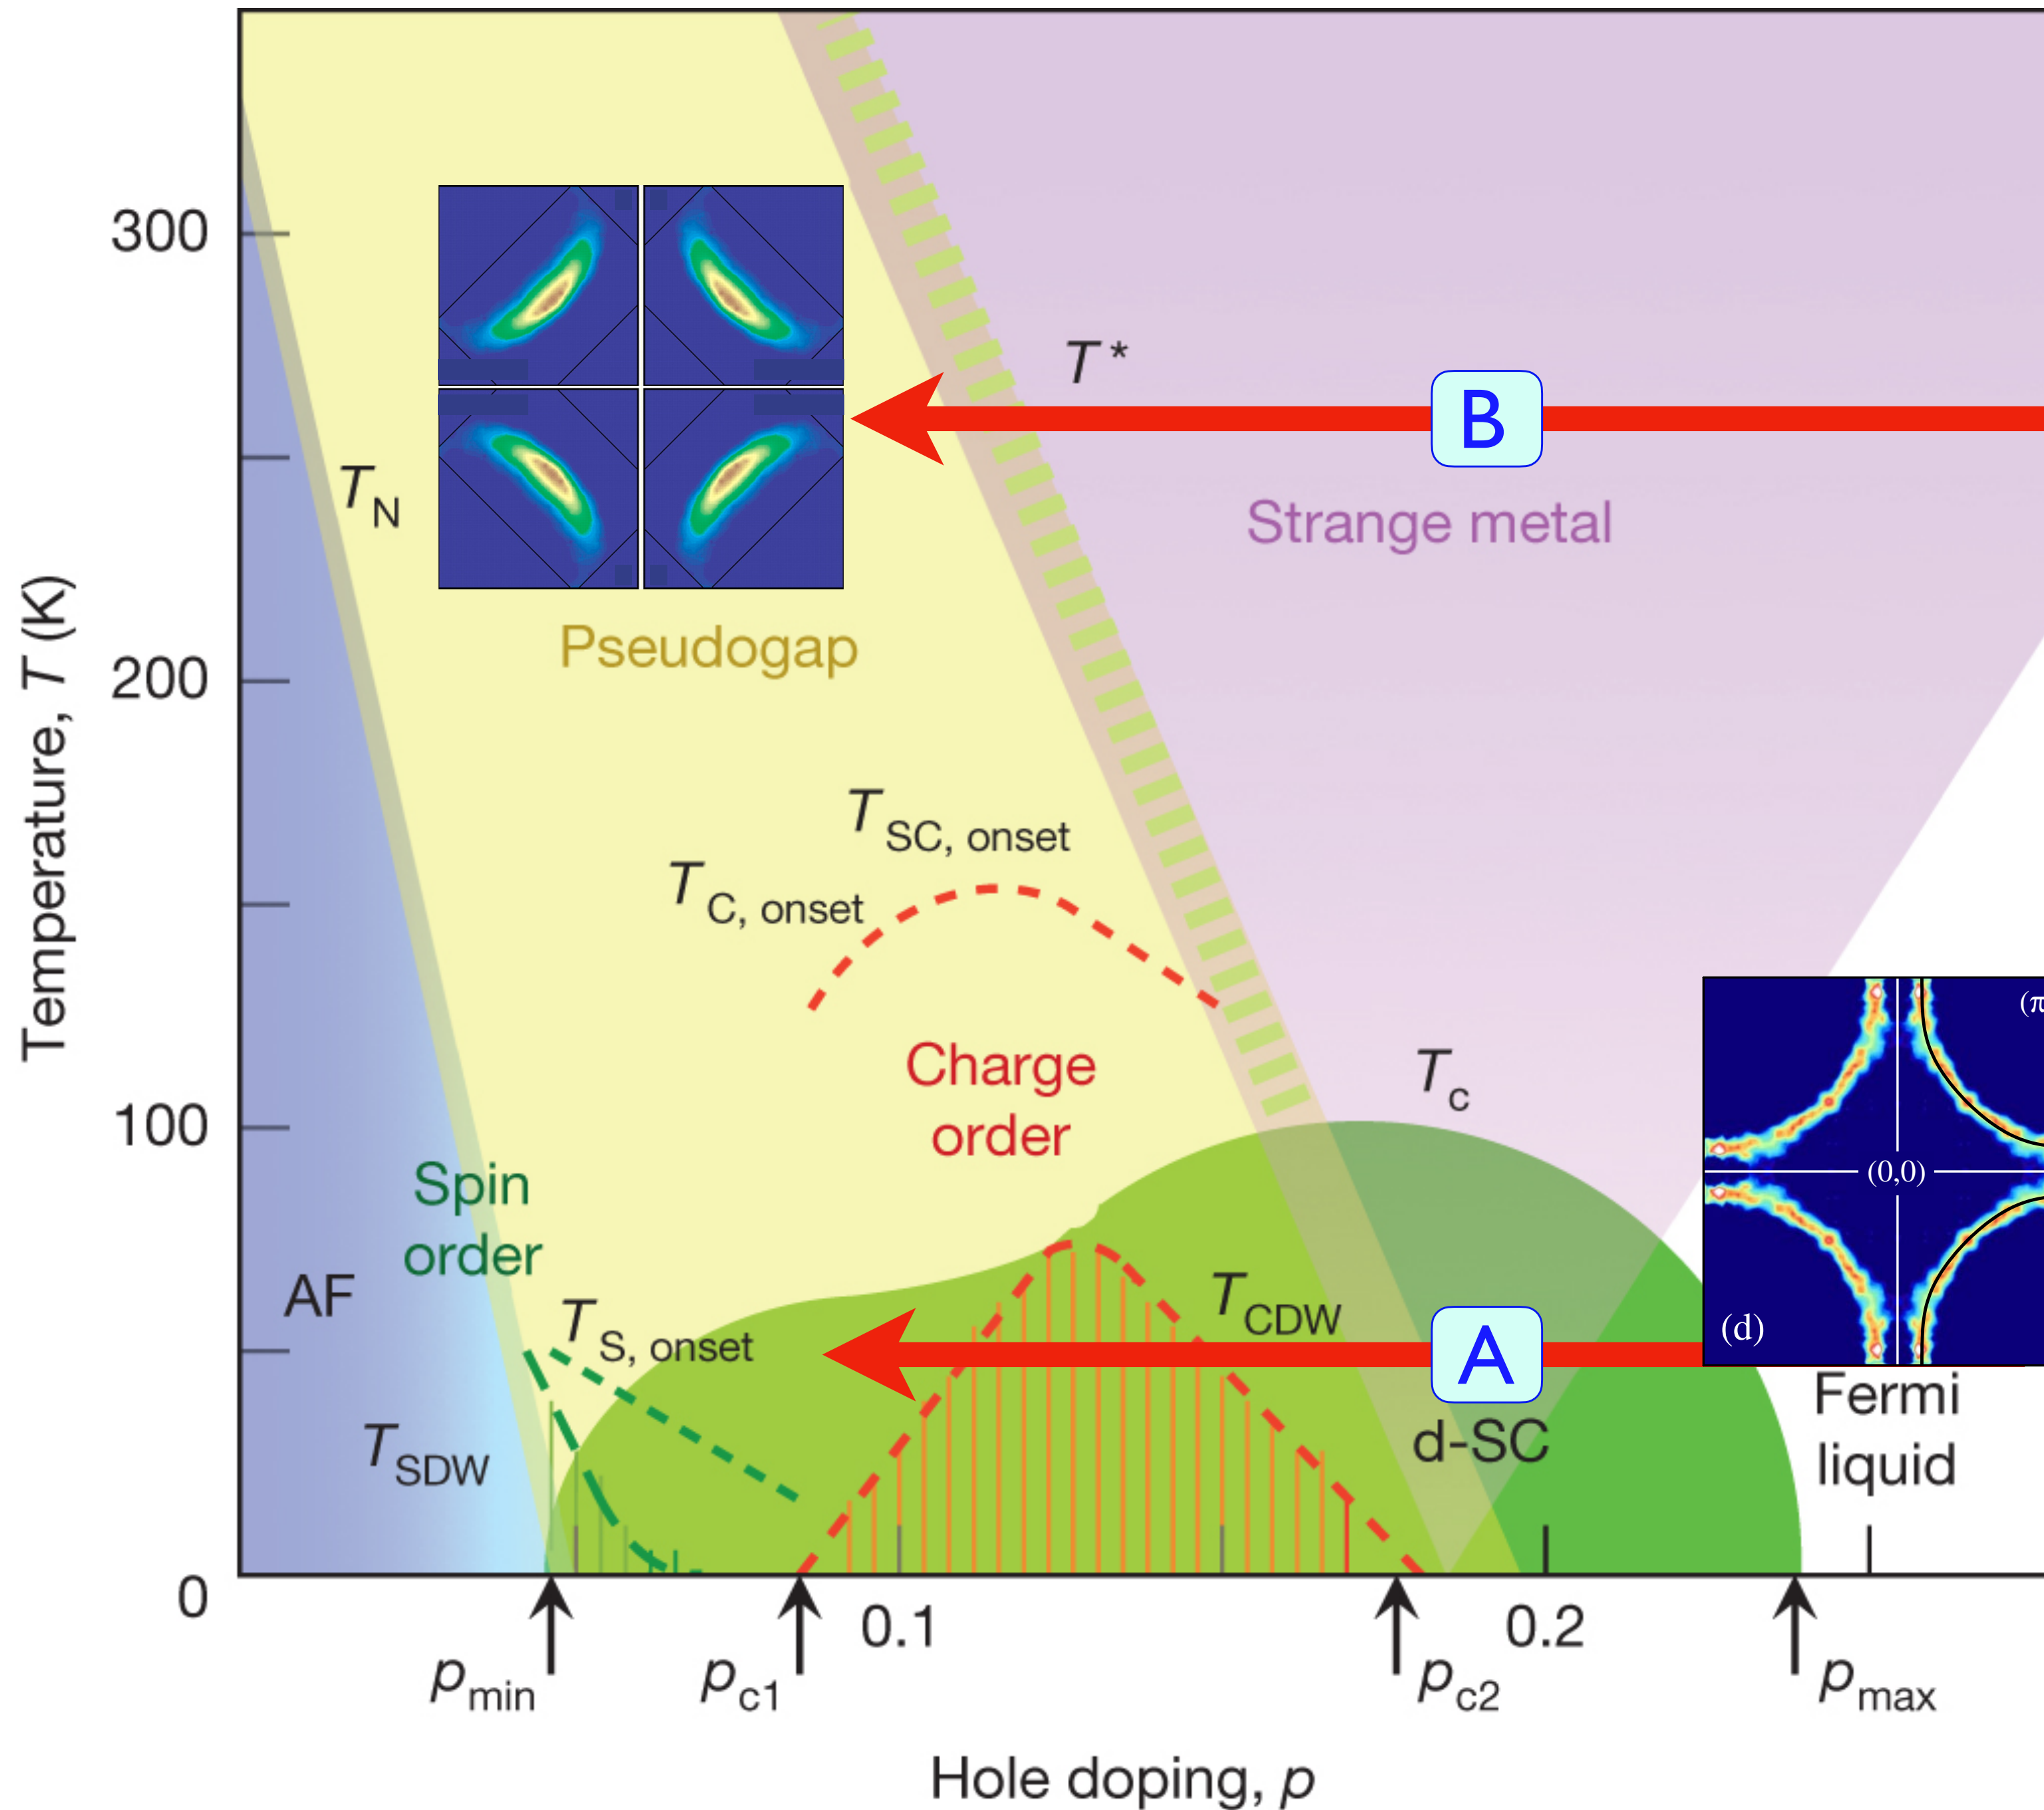 300
200
100
0
Temperature, T (K)
T*
B
T_N
Strange metal
Pseudogap
T_SC, onset
T_C, onset
Charge
order
T_c
Spin
order
AF
T_S, onset
T_CDW
A
T_SDW
d-SC
(π
(0,0)
(d)
Fermi
liquid
0.1
0.2
p_min
p_c1
p_c2
p_max
Hole doping, p